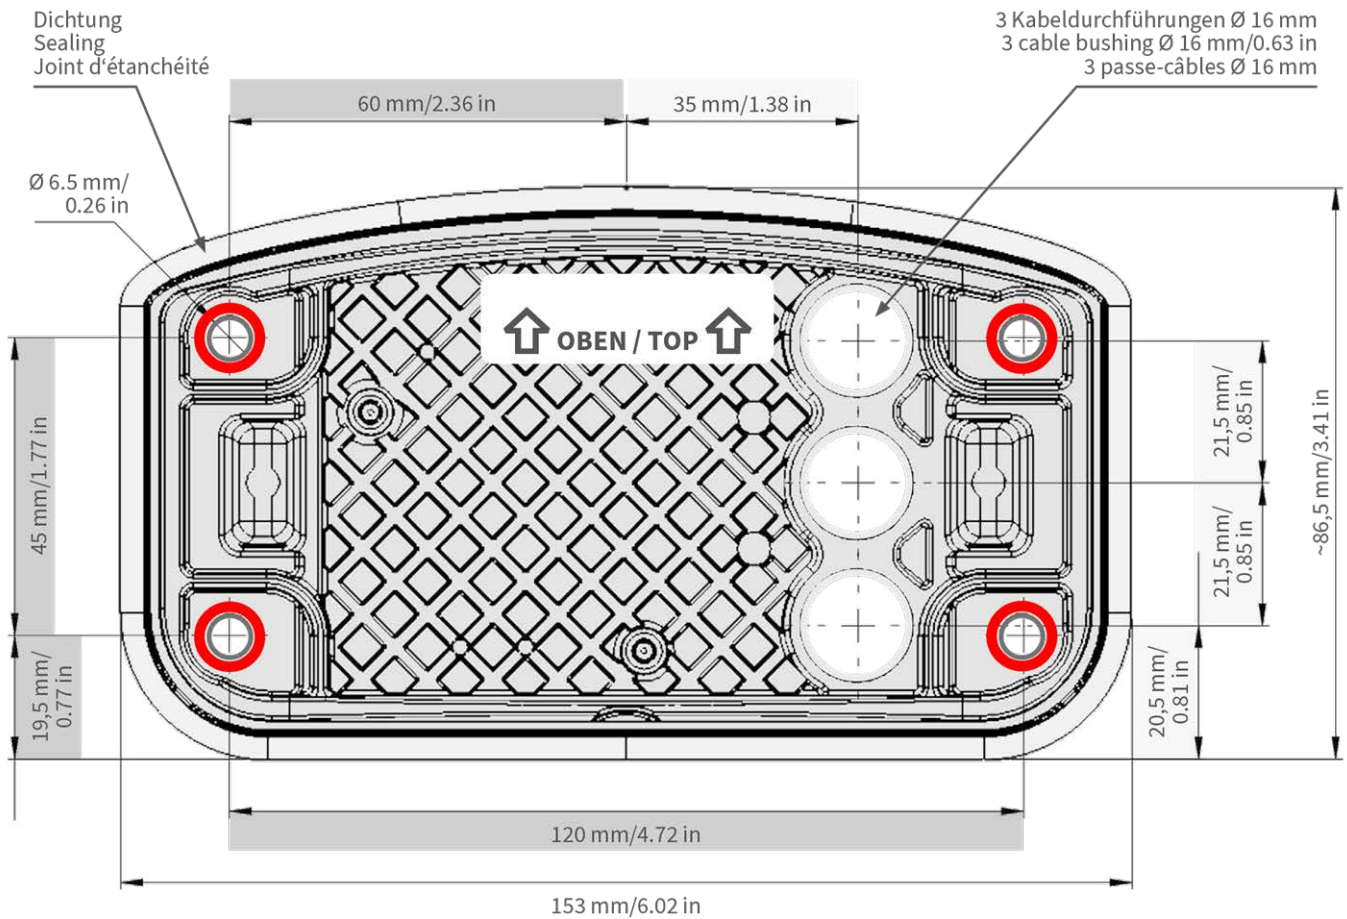 Dichtung
Sealing
Joint d‘étanchéité
3 Kabeldurchführungen Ø 16 mm
3 cable bushing Ø 16 mm/0.63 in
3 passe-câbles Ø 16 mm
60 mm/2.36 in
35 mm/1.38 in
Ø 6.5 mm/
0.26 in
OBEN / TOP
45 mm/1.77 in
19,5 mm/
0.77 in
21,5 mm/
0.85 in
21,5 mm/
0.85 in
20,5 mm/
0.81 in
~86,5 mm/3.41 in
120 mm/4.72 in
153 mm/6.02 in